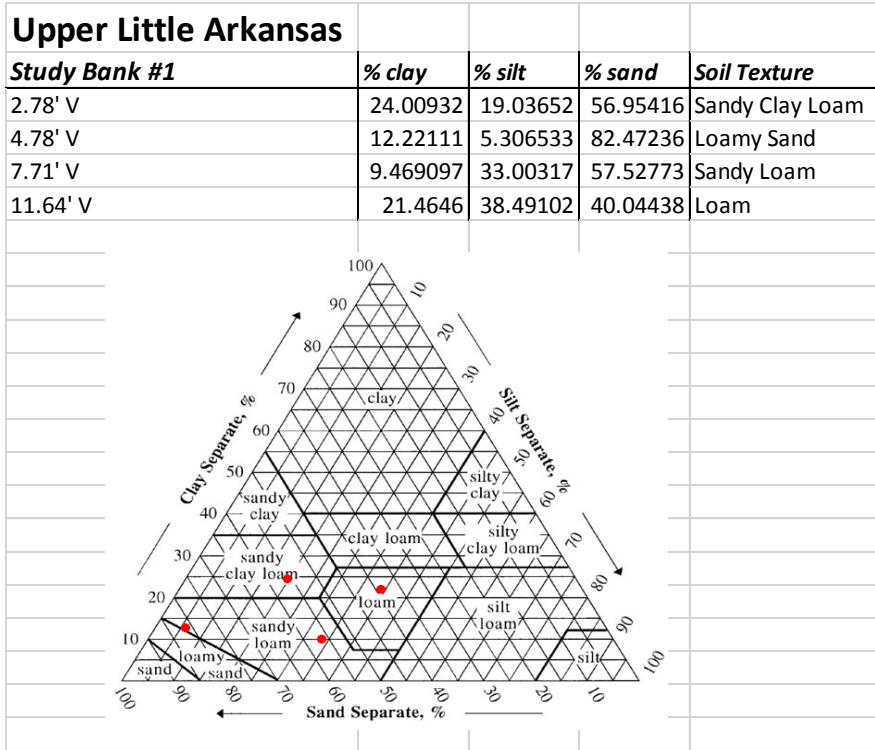 Upper Little Arkansas
Study Bank #1 % clay % silt % sand Soil Texture
2.78' V 24.00932 19.03652 56.95416 Sandy Clay Loam
4.78' V 12.22111 5.306533 82.47236 Loamy Sand
7.71' V 9.469097 33.00317 57.52773 Sandy Loam
11.64' V 21.4646 38.49102 40.04438 Loam
100
10
90
20
80
30
70
clay
40
Silt Separate, %
Clay Separate, %
60
50
50
silty
clay
60
sandy
clay
40
clay loam
silty
clay loam
70
30
sandy
clay loam
80
20
loam
silt
loam
90
sandy
loam
10
loamy
sand
sand
silt
100
100 90 80 70 60 50 40 30 20 10
Sand Separate, %